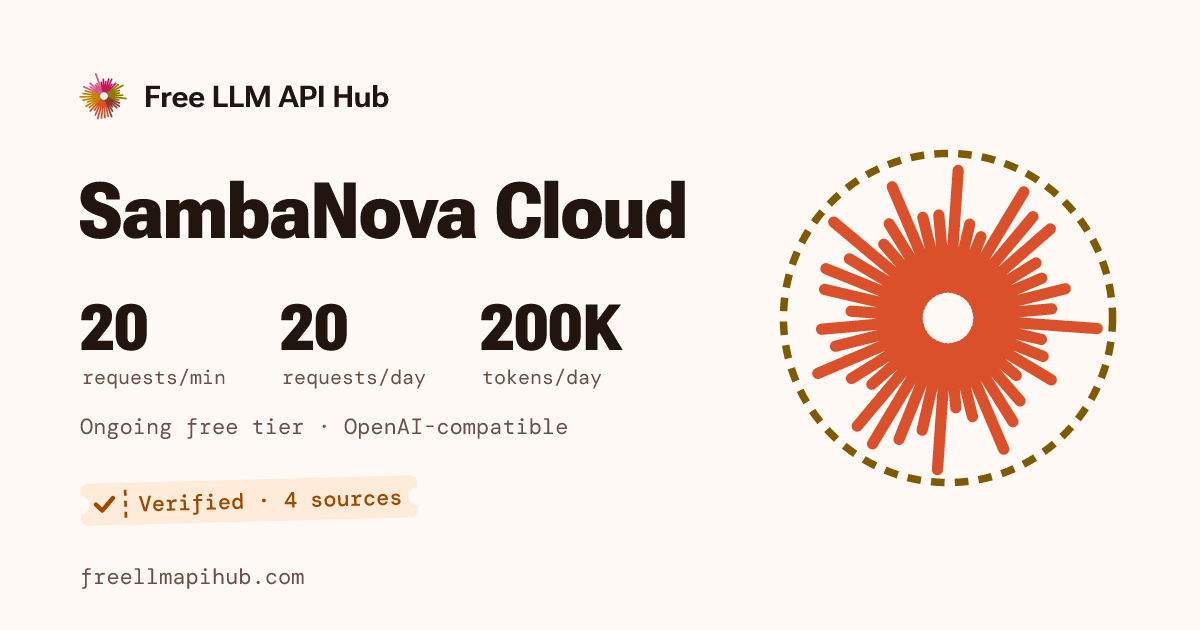 Free LLM API Hub
SambaNova Cloud
20 20 200K
requests/min requests/day tokens/day
Ongoing free tier · OpenAI-compatible
Verified · 4 sources
freellmapihub.com